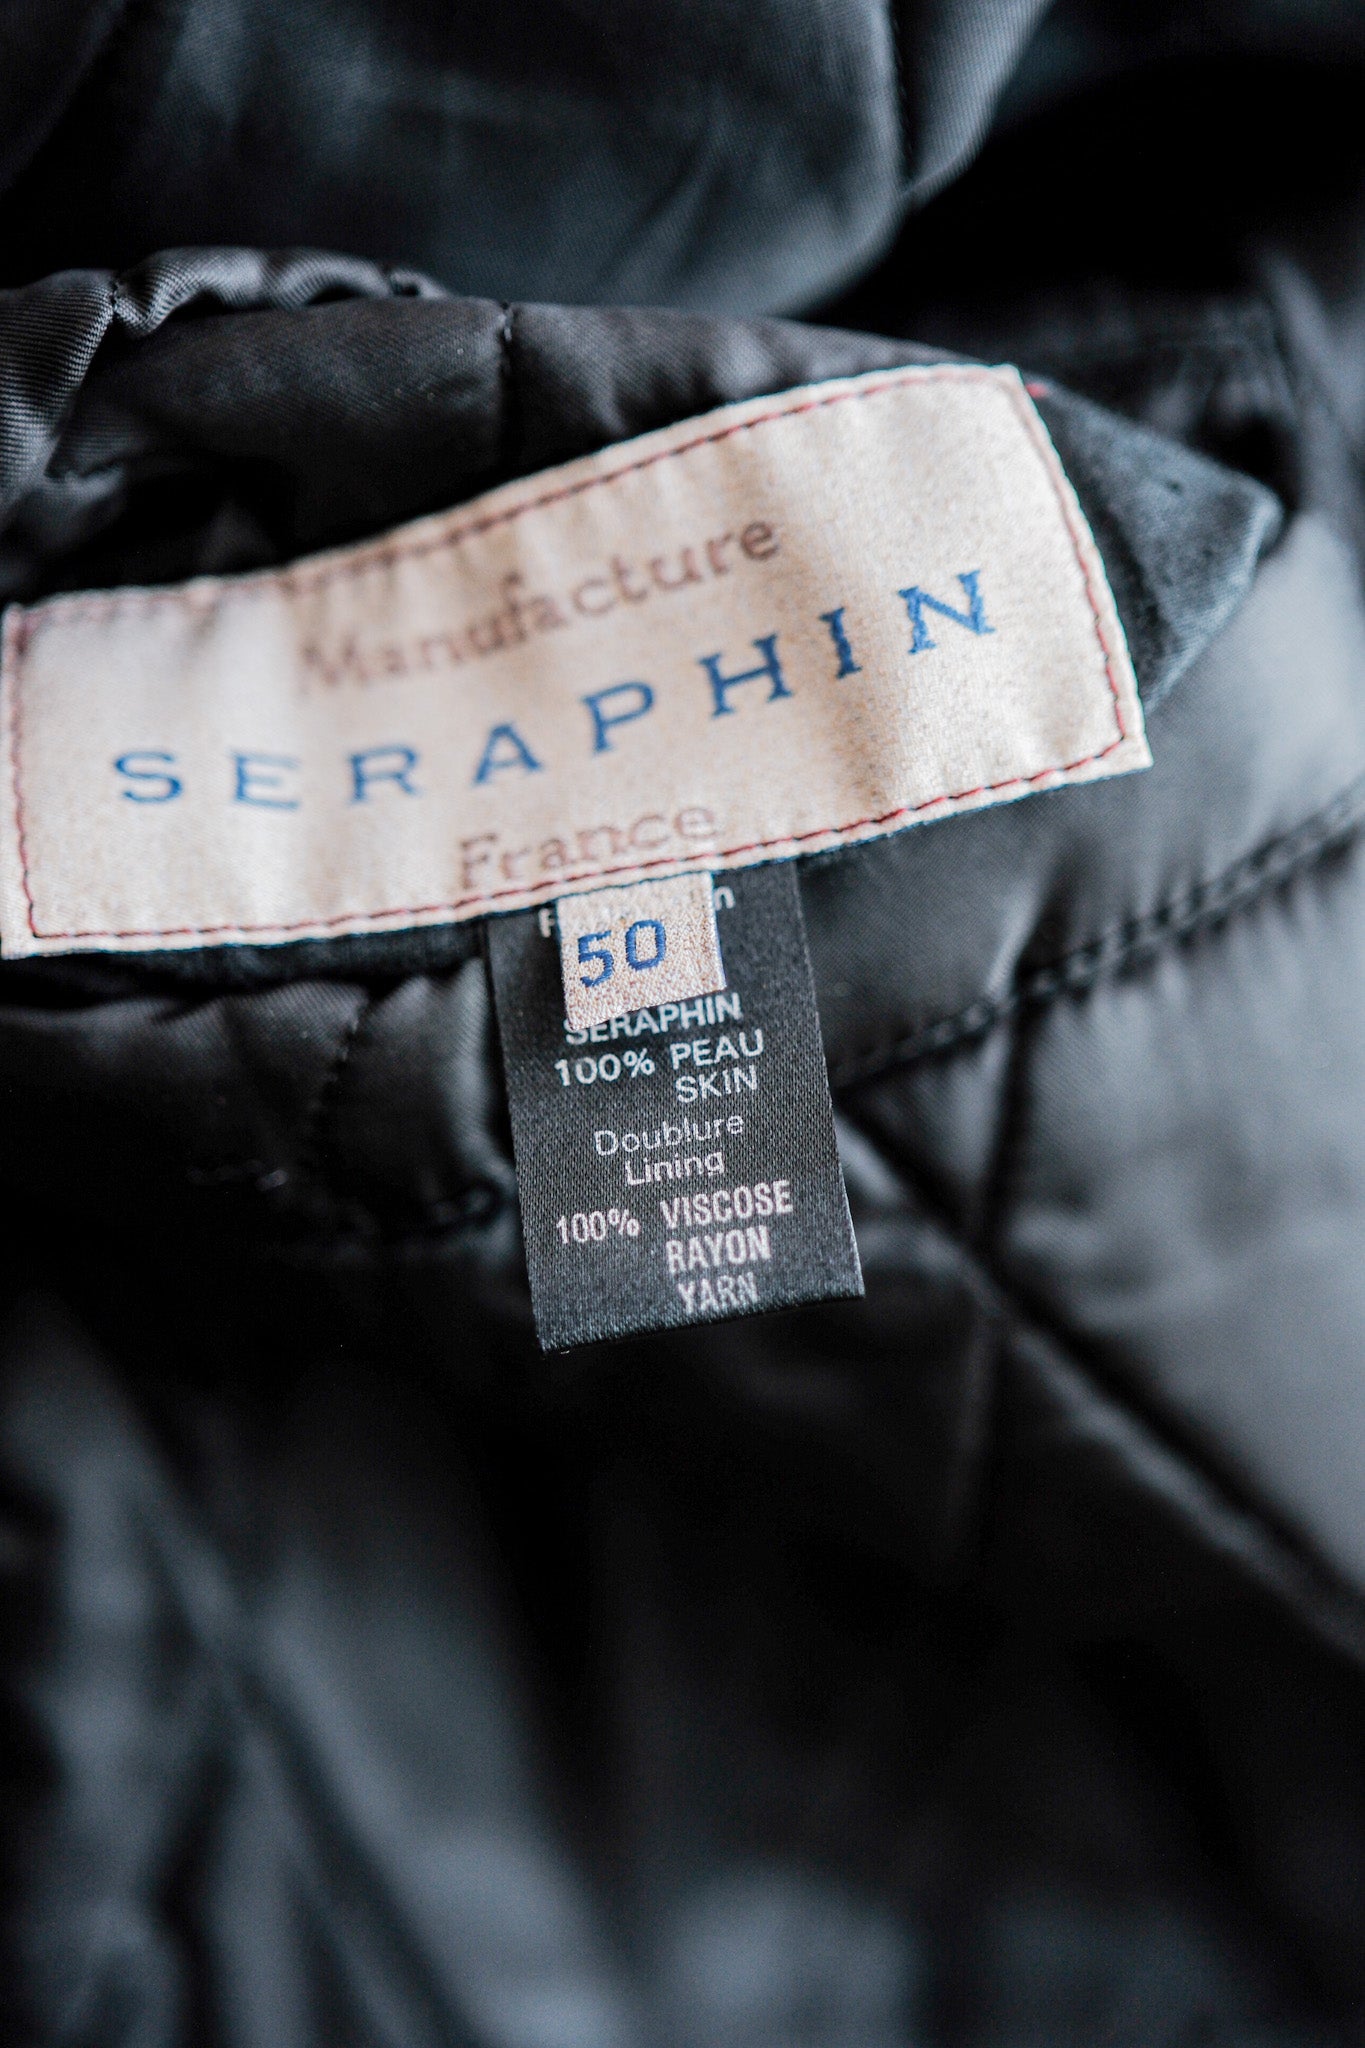 Manufacture
SERAPHIN
France
50
SERAPHIN
100% PEAU
SKIN
Doublure
Lining
100% VISCOSE
RAYON
YARN